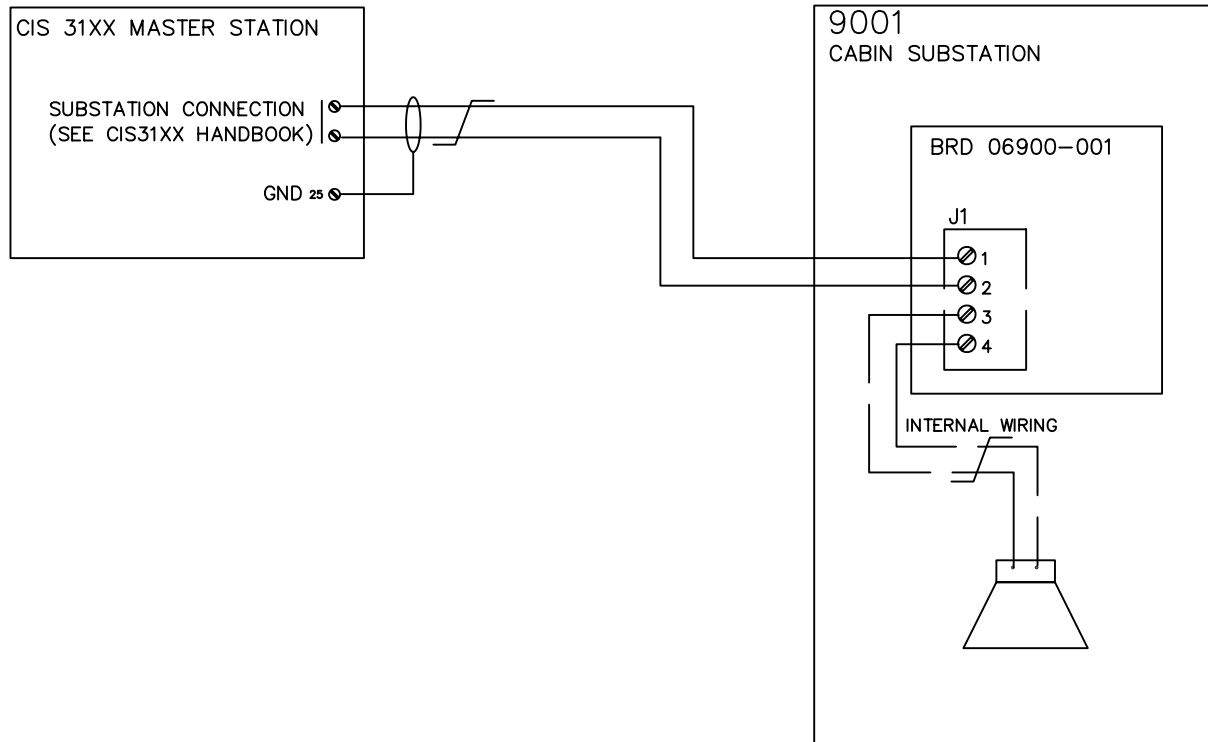 CIS 31XX MASTER STATION
SUBSTATION CONNECTION
(SEE CIS31XX HANDBOOK)
GND 25
9001
CABIN SUBSTATION
BRD 06900-001
J1
1
2
3
4
INTERNAL WIRING